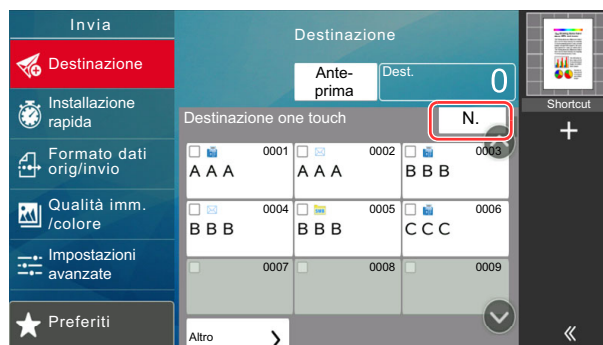 Invia
Destinazione
Installazione
rapida
Formato dati
orig/invio
Qualità imm.
/colore
Impostazioni
avanzate
Preferiti
Destinazione
Ante-
prima
Dest.
0
Destinazione one touch
N.
0001
A A A
0002
A A A
0003
B B B
0004
B B B
0005
B B B
0006
C C C
0007
0008
0009
Altro
Shortcut